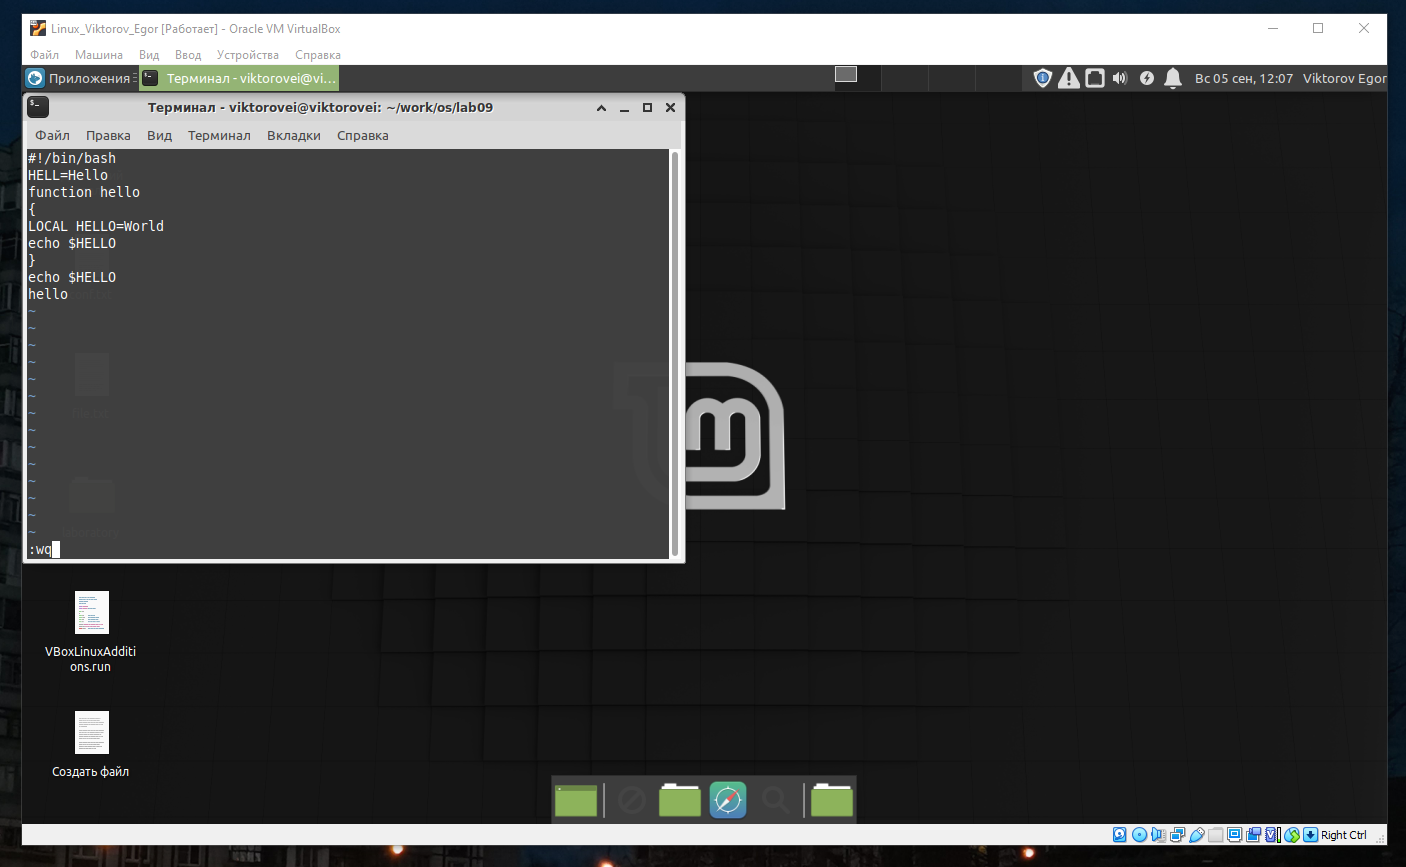 Linux_Viktorov_Egor [Работает] - Oracle VM VirtualBox
Файл Машина Вид Ввод Устройства Справка
Приложения Терминал - viktorovei@vi... Вс 05 сен, 12:07 Viktorov Egor
Терминал - viktorovei@viktorovei: ~/work/os/lab09
Файл Правка Вид Терминал Вкладки Справка
#!/bin/bash
HELL=Hello
function hello
{
LOCAL HELLO=World
echo $HELLO
}
echo $HELLO
hello
~
~
~
~
~
~
~
~
~
~
~
~
~
~
:wq
VBoxLinuxAdditi
ons.run
Создать файл
Right Ctrl